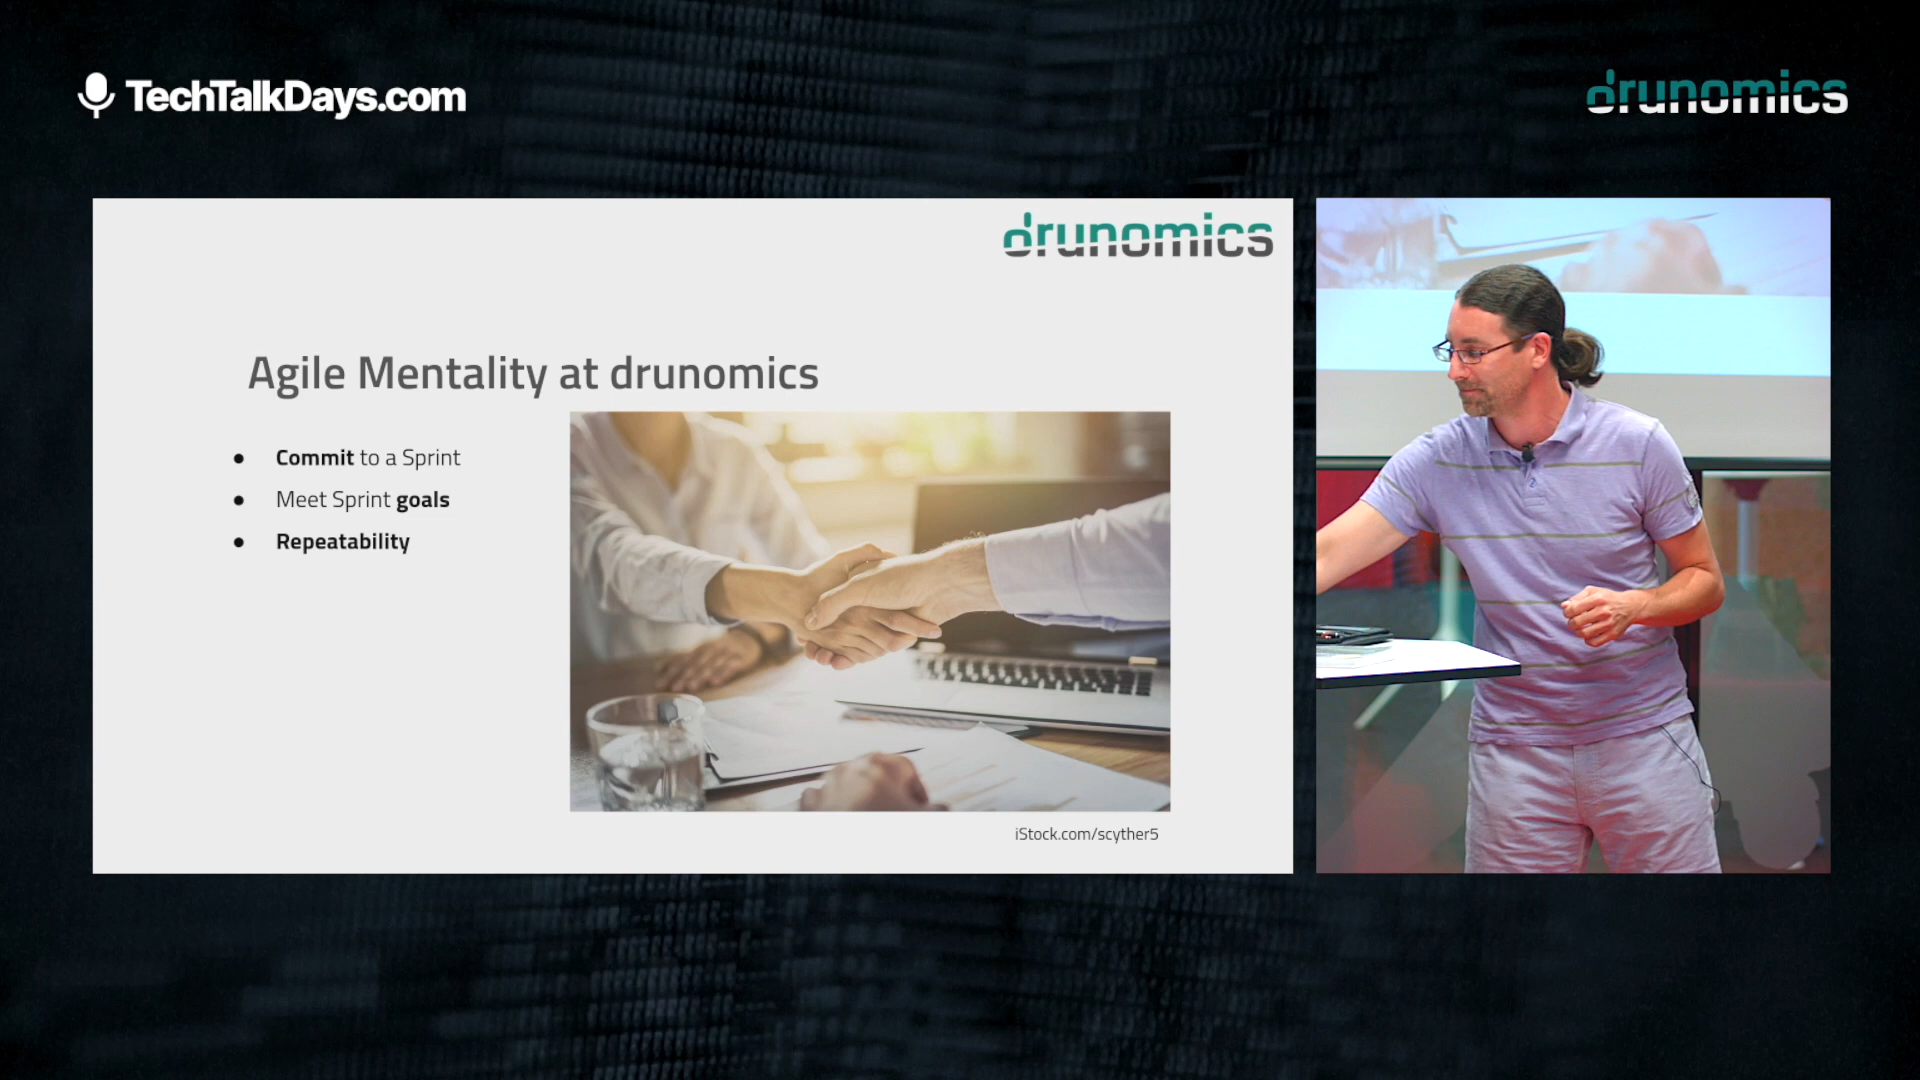 TechTalkDays.com
drunomics
drunomics
Agile Mentality at drunomics
● Commit to a Sprint
● Meet Sprint goals
● Repeatability
iStock.com/scyther5